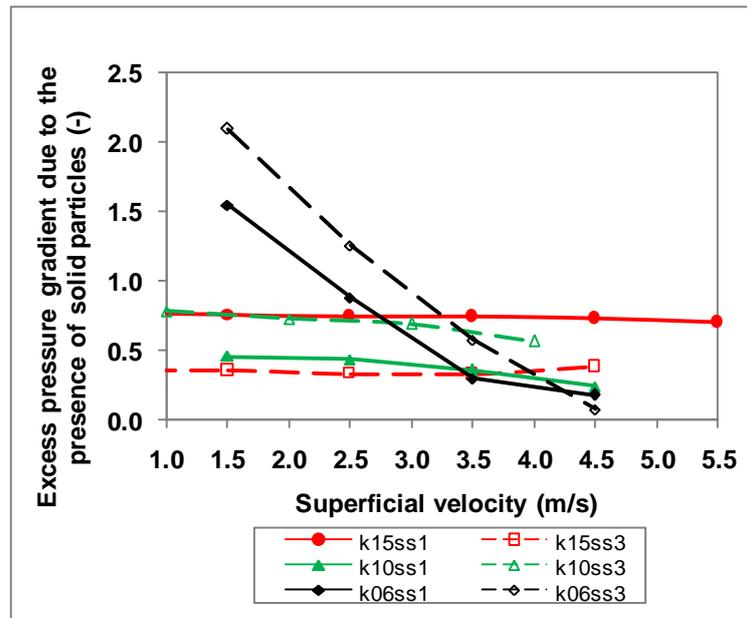 Excess pressure gradient due to the
presence of solid particles (-)
2.5
2.0
1.5
1.0
0.5
0.0
1.0 1.5 2.0 2.5 3.0 3.5 4.0 4.5 5.0 5.5
Superficial velocity (m/s)
k15ss1 k15ss3
k10ss1 k10ss3
k06ss1 k06ss3